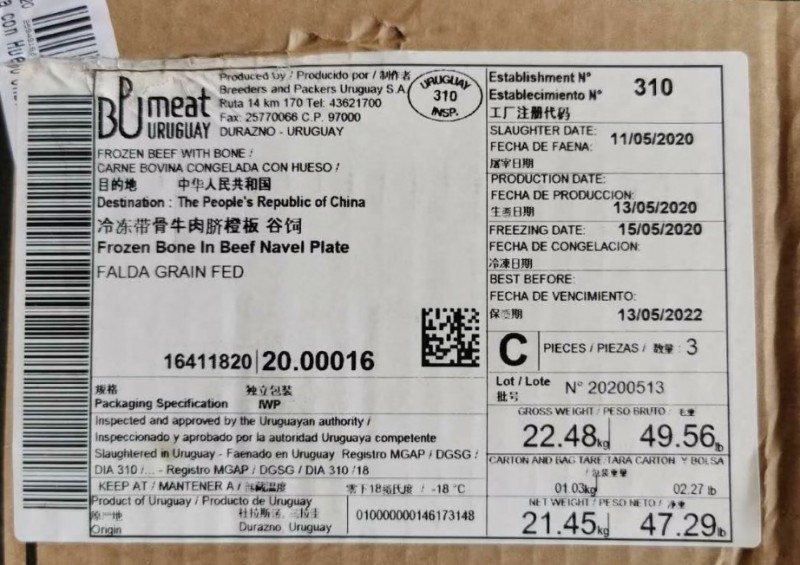 BPU meat
URUGUAY
Produced by / Producido por / 制作者
Breeders and Packers Uruguay S.A.
Ruta 14 km 170 Tel: 43621700
Fax: 25770066 C.P. 97000
DURAZNO - URUGUAY
URUGUAY
310
INSP.
FROZEN BEEF WITH BONE /
CARNE BOVINA CONGELADA CON HUESO /
目的地 中华人民共和国
Destination : The People's Republic of China
冷冻带骨牛肉脐橙板 谷饲
Frozen Bone In Beef Navel Plate
FALDA GRAIN FED
16411820 20.00016
规格 独立包装
Packaging Specification IWP
Inspected and approved by the Uruguayan authority /
Inspeccionado y aprobado por la autoridad Uruguaya competente
Slaughtered in Uruguay - Faenado en Uruguay Registro MGAP / DGSG /
DIA 310 /... - Registro MGAP / DGSG / DIA 310 /18
KEEP AT / MANTENER A / 零下18摄氏度 / -18 °C
Product of Uruguay / Producto de Uruguay
Origin Durazno, Uruguay
010000000146173148
Establishment N°
Establecimiento N° 310
工厂注册代码
SLAUGHTER DATE:
FECHA DE FAENA: 11/05/2020
屠宰日期
PRODUCTION DATE:
FECHA DE PRODUCCION:
生产日期 13/05/2020
FREEZING DATE: 15/05/2020
FECHA DE CONGELACION:
冷冻日期
BEST BEFORE:
FECHA DE VENCIMIENTO:
保质期 13/05/2022
C PIECES / PIEZAS / 数量 : 3
Lot / Lote N° 20200513
批号
GROSS WEIGHT / PESO BRUTO / 毛重
22.48kg 49.56lb
CARTON AND BAG TARE/TARA CARTON Y BOLSA
01.03kg 02.27 lb
NET WEIGHT / PESO NETO / 净重
21.45kg 47.29lb